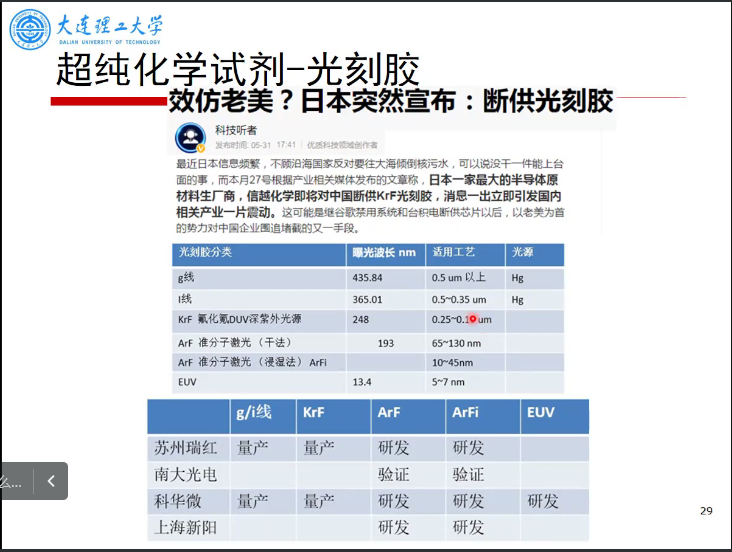 大连理工大学
DALIAN UNIVERSITY OF TECHNOLOGY
超纯化学试剂-光刻胶
效仿老美？日本突然宣布：断供光刻胶
科技听者
发布时间: 05-31 17:41 优质科技领域创作者
最近日本信息频繁，不顾沿海国家反对要往大海倾倒核污水，可以说没干一件能上台
面的事，而本月27号根据产业相关媒体发布的文章称，日本一家最大的半导体原
材料生厂商，信越化学即将对中国断供KrF光刻胶，消息一出立即引发国内
相关产业一片震动。这可能是继谷歌禁用系统和台积电断供芯片以后，以老美为首
的势力对中国企业围追堵截的又一手段。
光刻胶分类 曝光波长 nm 适用工艺 光源
g线 435.84 0.5 um 以上 Hg
I线 365.01 0.5~0.35 um Hg
KrF 氟化氪DUV深紫外光源 248 0.25~0. um
ArF 准分子激光 （干法） 193 65~130 nm
ArF 准分子激光 （浸湿法） ArFi 10~45nm
EUV 13.4 5~7 nm
g/i线 KrF ArF ArFi EUV
苏州瑞红 量产 量产 研发 研发
南大光电 验证 验证
科华微 量产 量产 研发 研发 研发
上海新阳 研发 研发
么...
29